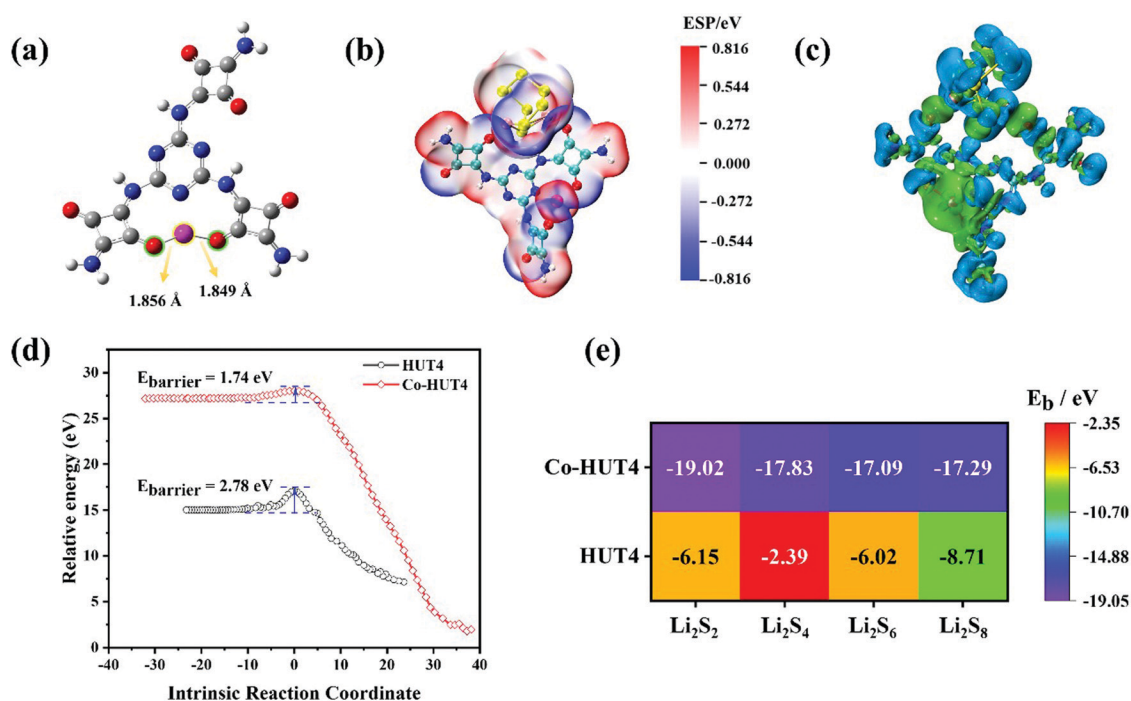 (a)
1.856 Å
1.849 Å
(b)
ESP/eV
0.816
0.544
0.272
0.000
-0.272
-0.544
-0.816
(c)
(d)
HUT4
Co-HUT4
E_barrier = 1.74 eV
E_barrier = 2.78 eV
Relative energy (eV)
30
25
20
15
10
5
0
-40 -30 -20 -10 0 10 20 30 40
Intrinsic Reaction Coordinate
(e)
E_b / eV
-2.35
-6.53
-10.70
-14.88
-19.05
Co-HUT4 -19.02 -17.83 -17.09 -17.29
HUT4 -6.15 -2.39 -6.02 -8.71
Li₂S₂ Li₂S₄ Li₂S₆ Li₂S₈